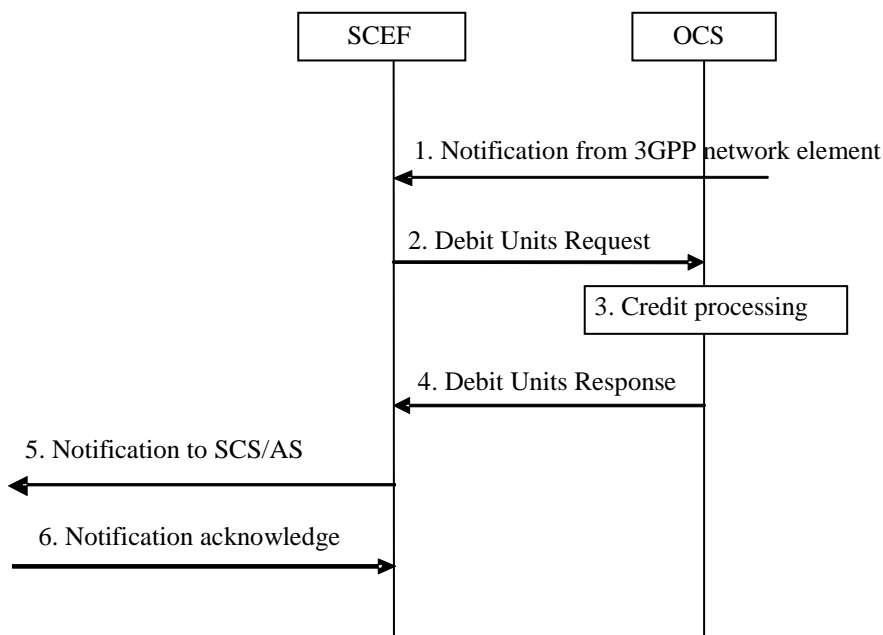 SCEF
OCS
1. Notification from 3GPP network element
2. Debit Units Request
3. Credit processing
4. Debit Units Response
5. Notification to SCS/AS
6. Notification acknowledge